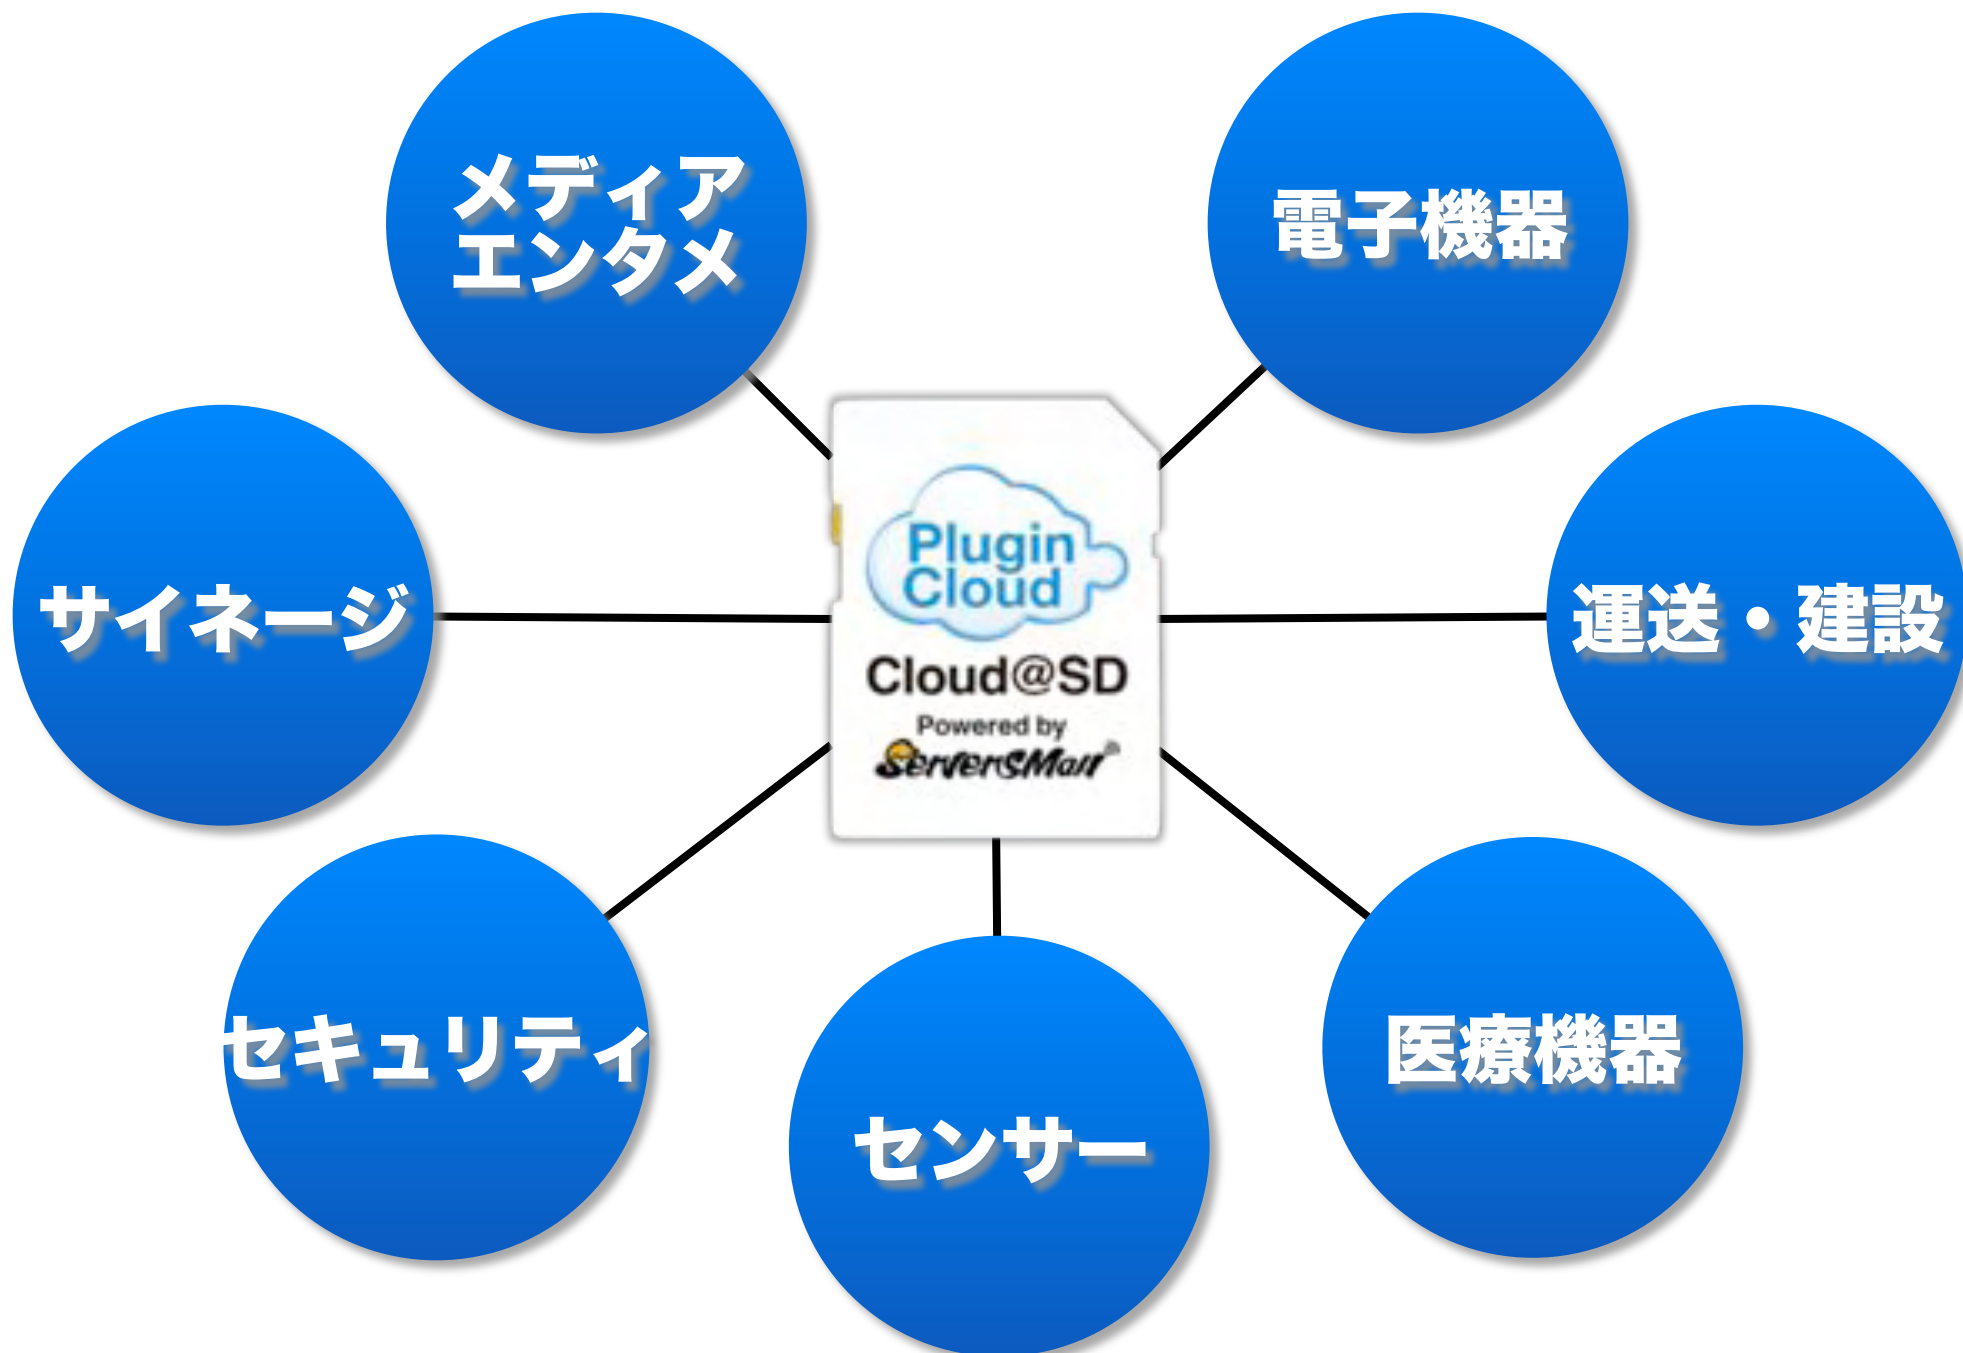 メディア
エンタメ
電子機器
サイネージ
Plugin
Cloud
Cloud@SD
Powered by
ServersMan
運送・建設
セキュリティ
センサー
医療機器